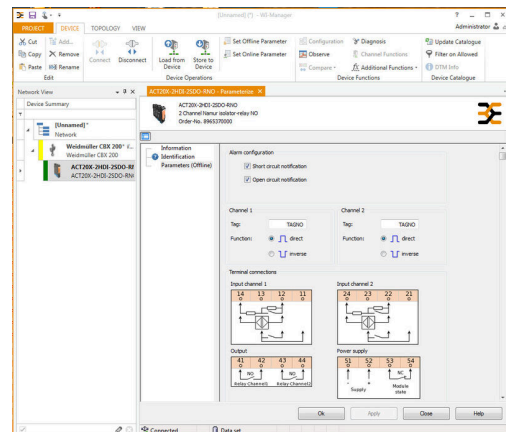 [Unnamed] (*) - WI-Manager
PROJECT DEVICE TOPOLOGY VIEW
Administrator
Cut
Copy
Paste
Add...
Remove
Rename
Edit
Connect
Disconnect
Load from Device
Store to Device
Set Offline Parameter
Set Online Parameter
Device Operations
Configuration
Observe
Compare
Diagnosis
Channel Functions
Additional Functions
Device Functions
Update Catalogue
Filter on Allowed
DTM Info
Device Catalogue
Network View
Device Summary
[Unnamed]*
Network
Weidmüller CBX 200*
Weidmüller CBX 200
ACT20X-2HDI-2SDO-RN
ACT20X-2HDI-2SDO-RN
ACT20X-2HDI-2SDO-RNO - Parameterize
ACT20X-2HDI-2SDO-RNO
2 Channel Namur isolator-relay NO
Order-No. 8965370000
Information
Identification
Parameters (Offline)
Alarm configuration
Short circuit notification
Open circuit notification
Channel 1
Tag: TAGNO
Function: direct
inverse
Channel 2
Tag: TAGNO
Function: direct
inverse
Terminal connections
Input channel 1
14 13 12 11
Input channel 2
24 23 22 21
Output
41 42 43 44
NO NO
Relay Channel1 Relay Channel2
Power supply
51 52 53 54
- + NC
Supply
Module state
Ok Apply Close Help
Connected Data set